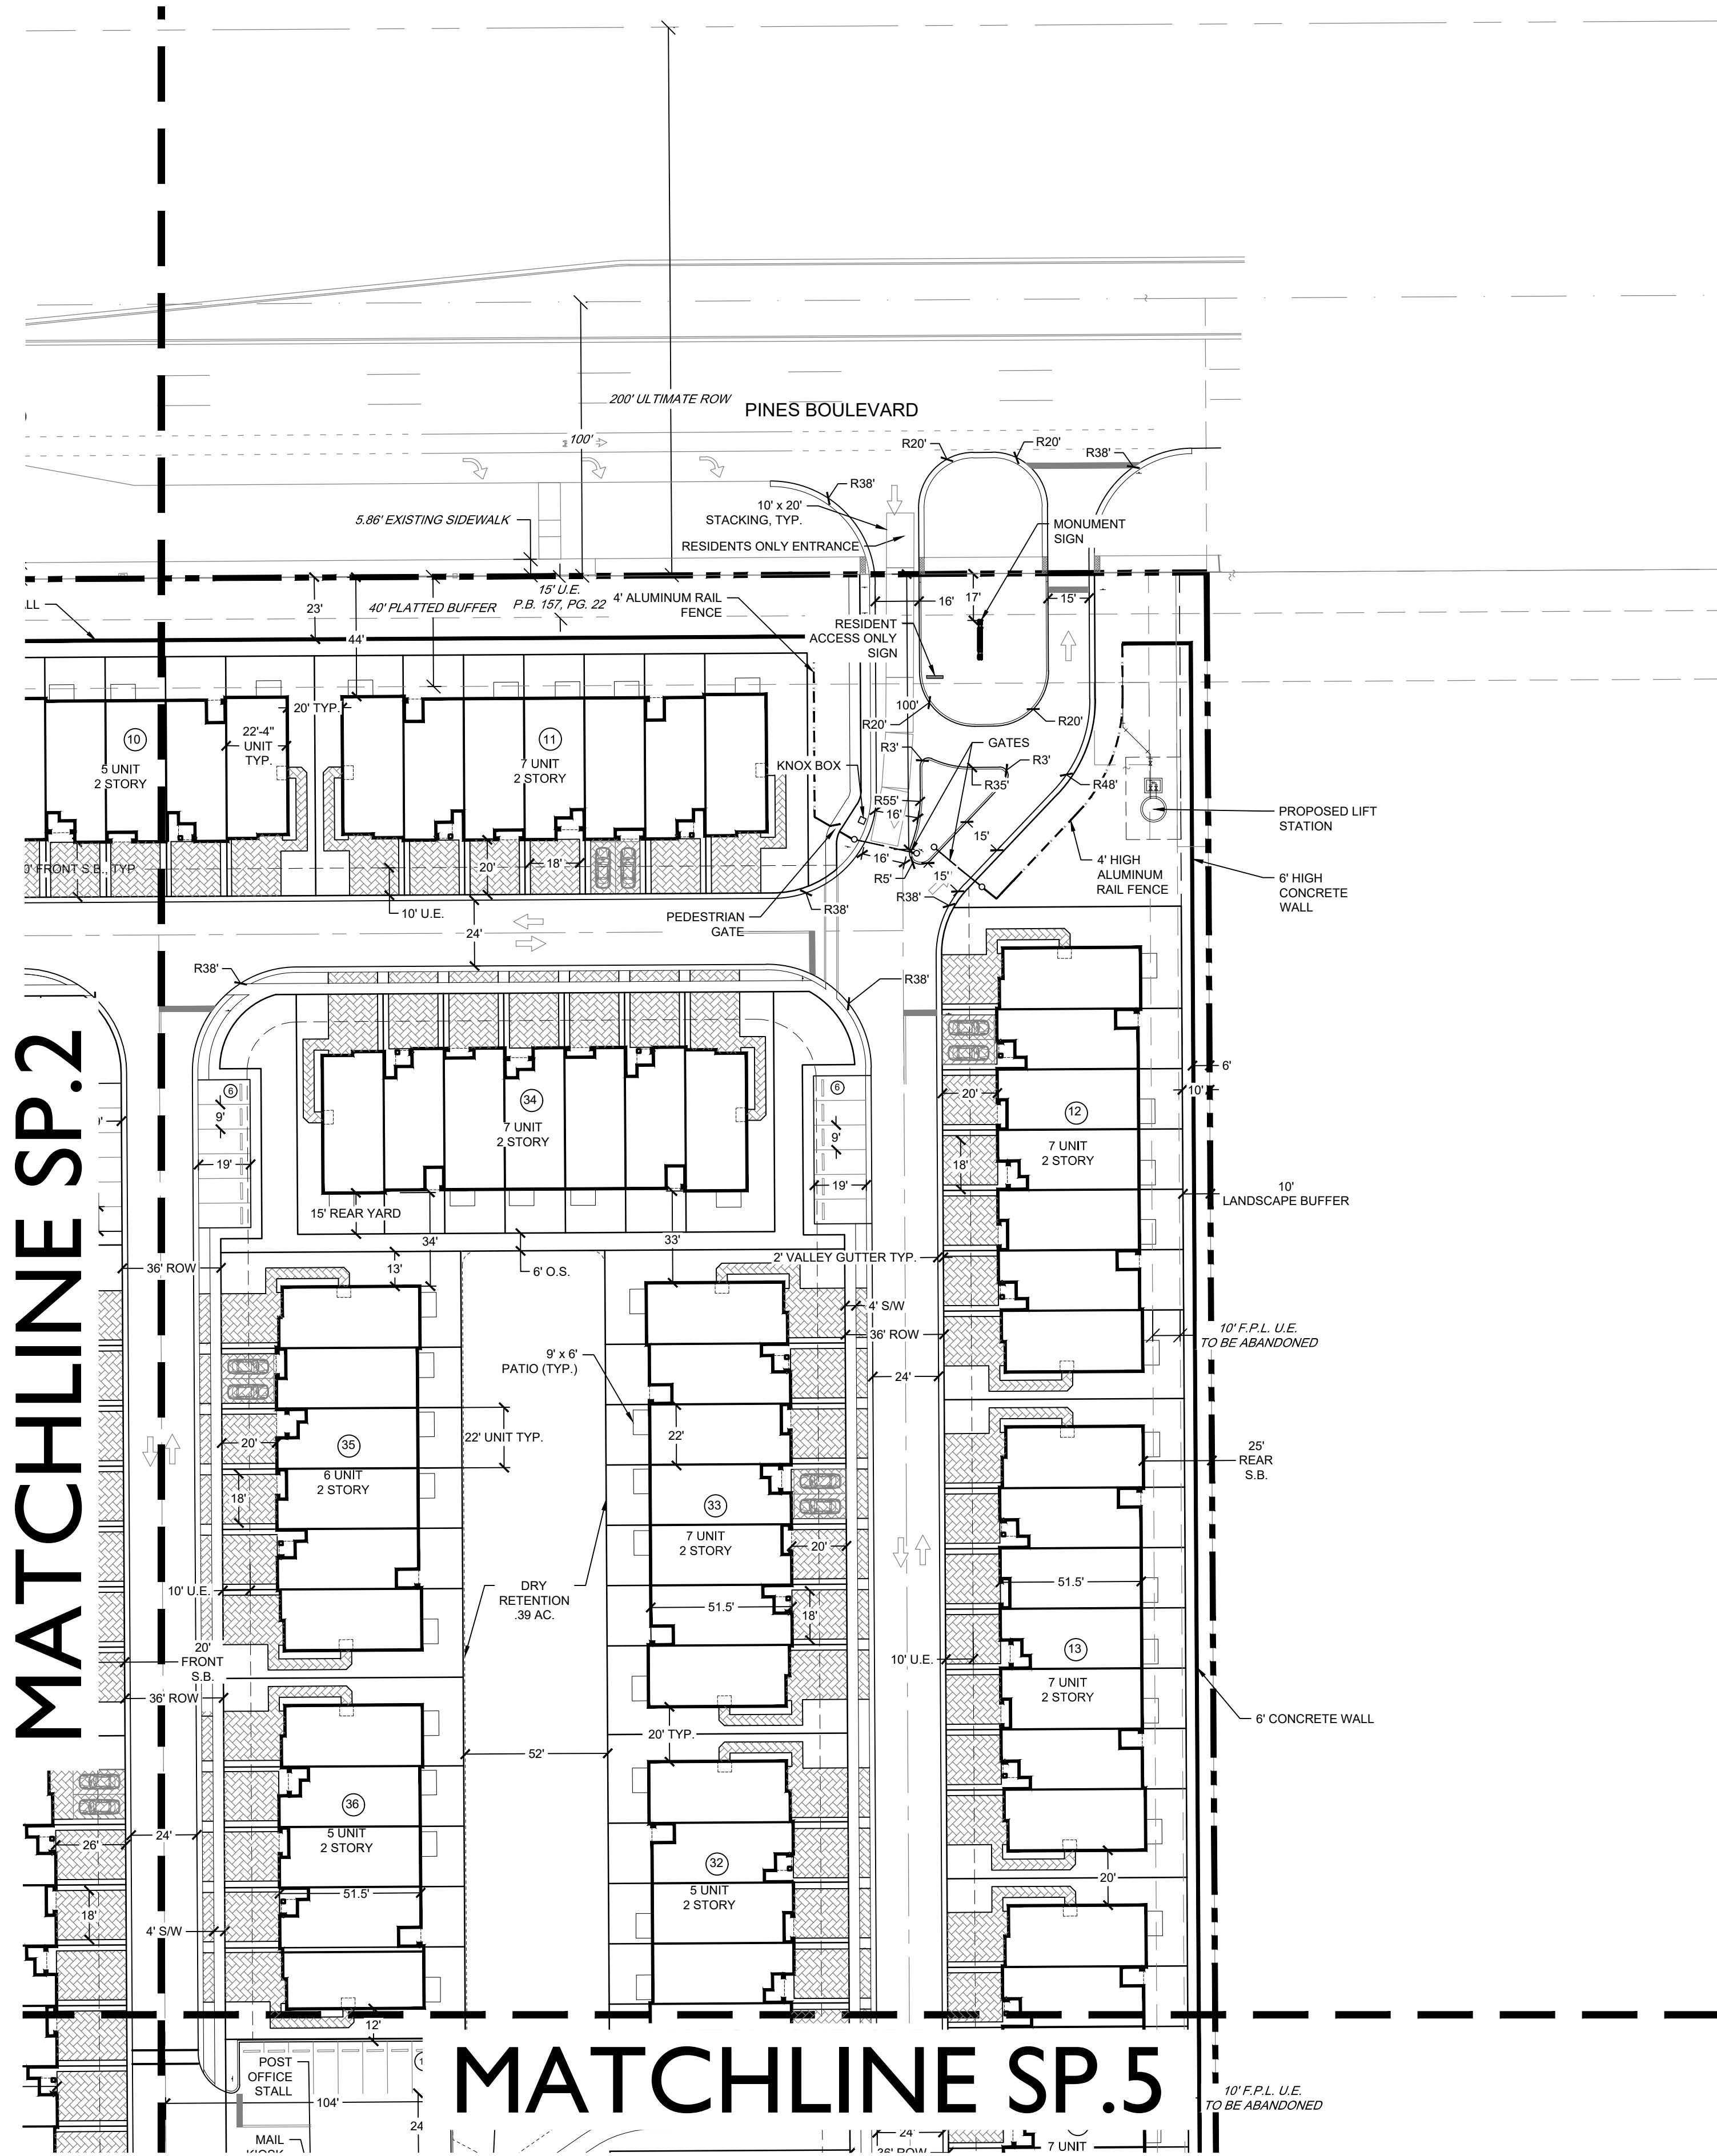 200' ULTIMATE ROW
PINES BOULEVARD
100'
R20'
R20'
R38'
R38'
10' x 20'
STACKING, TYP.
5.86' EXISTING SIDEWALK
RESIDENTS ONLY ENTRANCE
MONUMENT
SIGN
15' U.E.
P.B. 157, PG. 22
40' PLATTED BUFFER
4' ALUMINUM RAIL
FENCE
23'
44'
16'
17'
15'
RESIDENT
ACCESS ONLY
SIGN
100'
R20'
R20'
20' TYP.
22'-4"
UNIT
TYP.
10
5 UNIT
2 STORY
11
7 UNIT
2 STORY
R3'
GATES
R3'
KNOX BOX
R35'
R48'
R55'
16'
15'
PROPOSED LIFT
STATION
FRONT S.B., TYP.
20'
18'
16'
R5'
15'
4' HIGH
ALUMINUM
RAIL FENCE
6' HIGH
CONCRETE
WALL
10' U.E.
R38'
R38'
PEDESTRIAN
GATE
24'
R38'
R38'
MATCHLINE SP.2
6
9'
19'
34
7 UNIT
2 STORY
6
9'
19'
20'
12
7 UNIT
2 STORY
18'
6'
10'
10'
LANDSCAPE BUFFER
15' REAR YARD
34'
33'
36' ROW
13'
6' O.S.
2' VALLEY GUTTER TYP.
4' S/W
36' ROW
10' F.P.L. U.E.
TO BE ABANDONED
9' x 6'
PATIO (TYP.)
24'
22' UNIT TYP.
22'
20'
35
6 UNIT
2 STORY
18'
25'
REAR
S.B.
33
7 UNIT
2 STORY
20'
10' U.E.
DRY
RETENTION
.39 AC.
51.5'
18'
51.5'
20'
FRONT
S.B.
10' U.E.
13
7 UNIT
2 STORY
36' ROW
6' CONCRETE WALL
20' TYP.
52'
36
5 UNIT
2 STORY
24'
26'
32
5 UNIT
2 STORY
20'
51.5'
18'
4' S/W
12'
POST
OFFICE
STALL
104'
24
MATCHLINE SP.5
10' F.P.L. U.E.
TO BE ABANDONED
MAIL
24'
36' ROW
7 UNIT